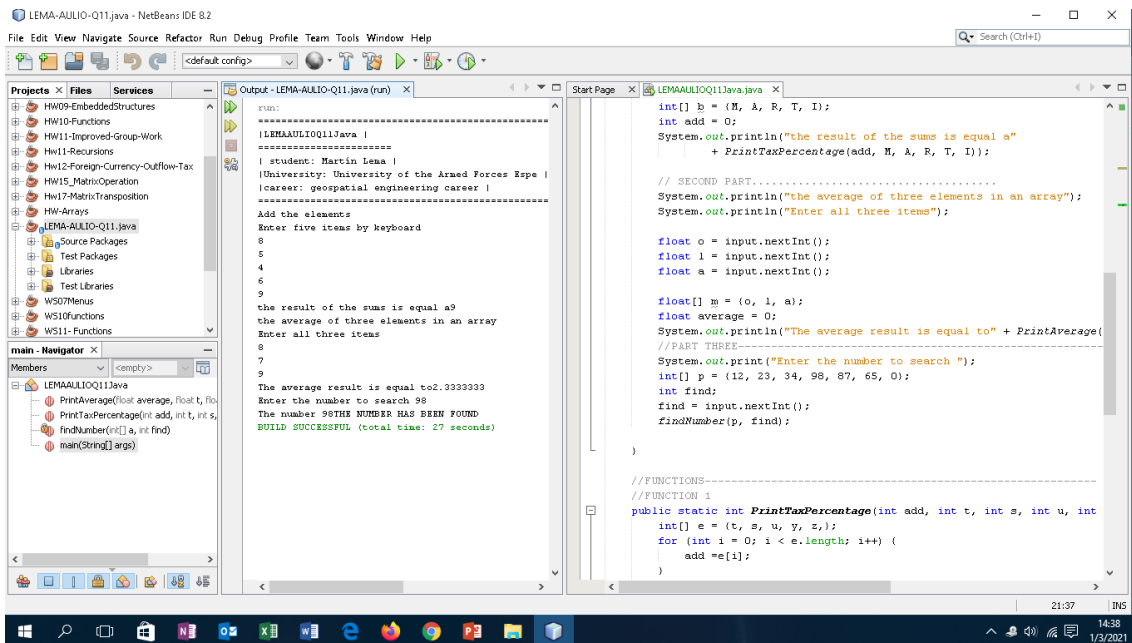 LEMA-AULIO-Q11.java - NetBeans IDE 8.2
File Edit View Navigate Source Refactor Run Debug Profile Team Tools Window Help
Search (Ctrl+I)
<default config>
Projects Files Services
HW09-EmbeddedStructures
HW10-Functions
HW11-Improved-Group-Work
Hw11-Recursions
Hw12-Foreign-Currency-Outflow-Tax
HW15_MatrixOperation
Hw17-MatrixTransposition
HW-Arrays
LEMA-AULIO-Q11.java
Source Packages
Test Packages
Libraries
Test Libraries
WS07Menus
WS10functions
WS11- Functions
main - Navigator
Members <empty>
LEMAAULIOQ11Java
PrintAverage(float average, float t, flo
PrintTaxPercentage(int add, int t, int s,
findNumber(int[] a, int find)
main(String[] args)
Output - LEMA-AULIO-Q11.java (run)
run:
|LEMAAULIOQ11Java |
| student: Martin Lema |
|University: University of the Armed Forces Espe |
|career: geospatial engineering career |
Add the elements
Enter five items by keyboard
8
5
4
6
9
the result of the sums is equal a9
the average of three elements in an array
Enter all three items
8
7
9
The average result is equal to2.3333333
Enter the number to search 98
The number 98THE NUMBER HAS BEEN FOUND
BUILD SUCCESSFUL (total time: 27 seconds)
Start Page LEMAAULIOQ11Java.java
int[] b = {M, A, R, T, I};
int add = 0;
System.out.println("the result of the sums is equal a"
+ PrintTaxPercentage(add, M, A, R, T, I));
// SECOND PART....................................
System.out.println("the average of three elements in an array");
System.out.println("Enter all three items");
float o = input.nextInt();
float l = input.nextInt();
float a = input.nextInt();
float[] m = {o, l, a};
float average = 0;
System.out.println("The average result is equal to" + PrintAverage(
//PART THREE------------------------------------------------------
System.out.print("Enter the number to search ");
int[] p = {12, 23, 34, 98, 87, 65, 0};
int find;
find = input.nextInt();
findNumber(p, find);
}
//FUNCTIONS----------------------------------------------------------
//FUNCTION 1
public static int PrintTaxPercentage(int add, int t, int s, int u, int
int[] e = {t, s, u, y, z,};
for (int i = 0; i < e.length; i++) {
add =e[i];
}
21:37 INS
14:38
1/3/2021